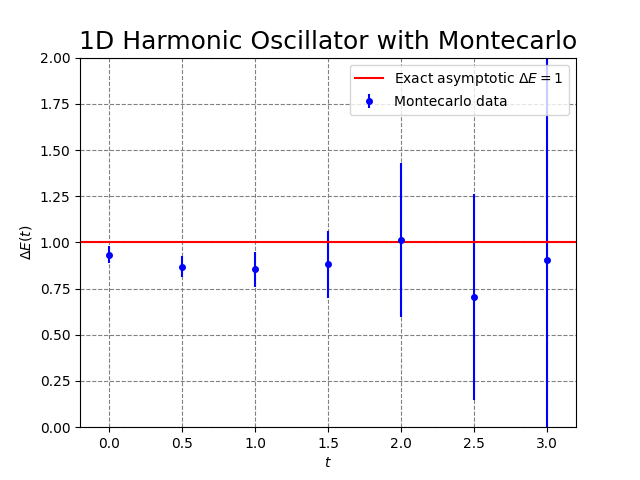 1D Harmonic Oscillator with Montecarlo
Exact asymptotic ΔE = 1
Montecarlo data
2.00
1.75
1.50
1.25
1.00
0.75
0.50
0.25
0.00
ΔE(t)
0.0 0.5 1.0 1.5 2.0 2.5 3.0
t